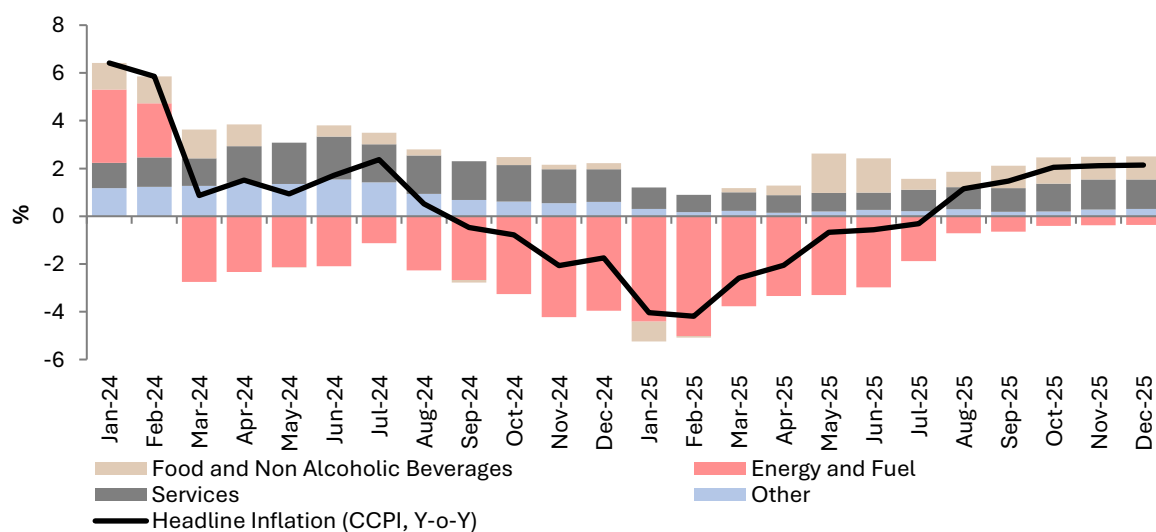 8
6
4
2
0
-2
-4
-6
%
Jan-24
Feb-24
Mar-24
Apr-24
May-24
Jun-24
Jul-24
Aug-24
Sep-24
Oct-24
Nov-24
Dec-24
Jan-25
Feb-25
Mar-25
Apr-25
May-25
Jun-25
Jul-25
Aug-25
Sep-25
Oct-25
Nov-25
Dec-25
Food and Non Alcoholic Beverages
Energy and Fuel
Services
Other
Headline Inflation (CCPI, Y-o-Y)